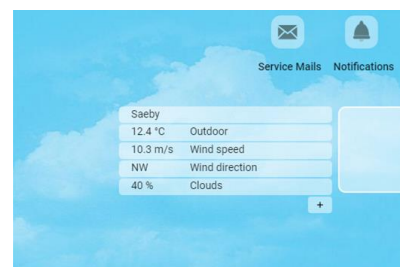 Service Mails Notifications
Saeby
12.4 °C Outdoor
10.3 m/s Wind speed
NW Wind direction
40 % Clouds
+